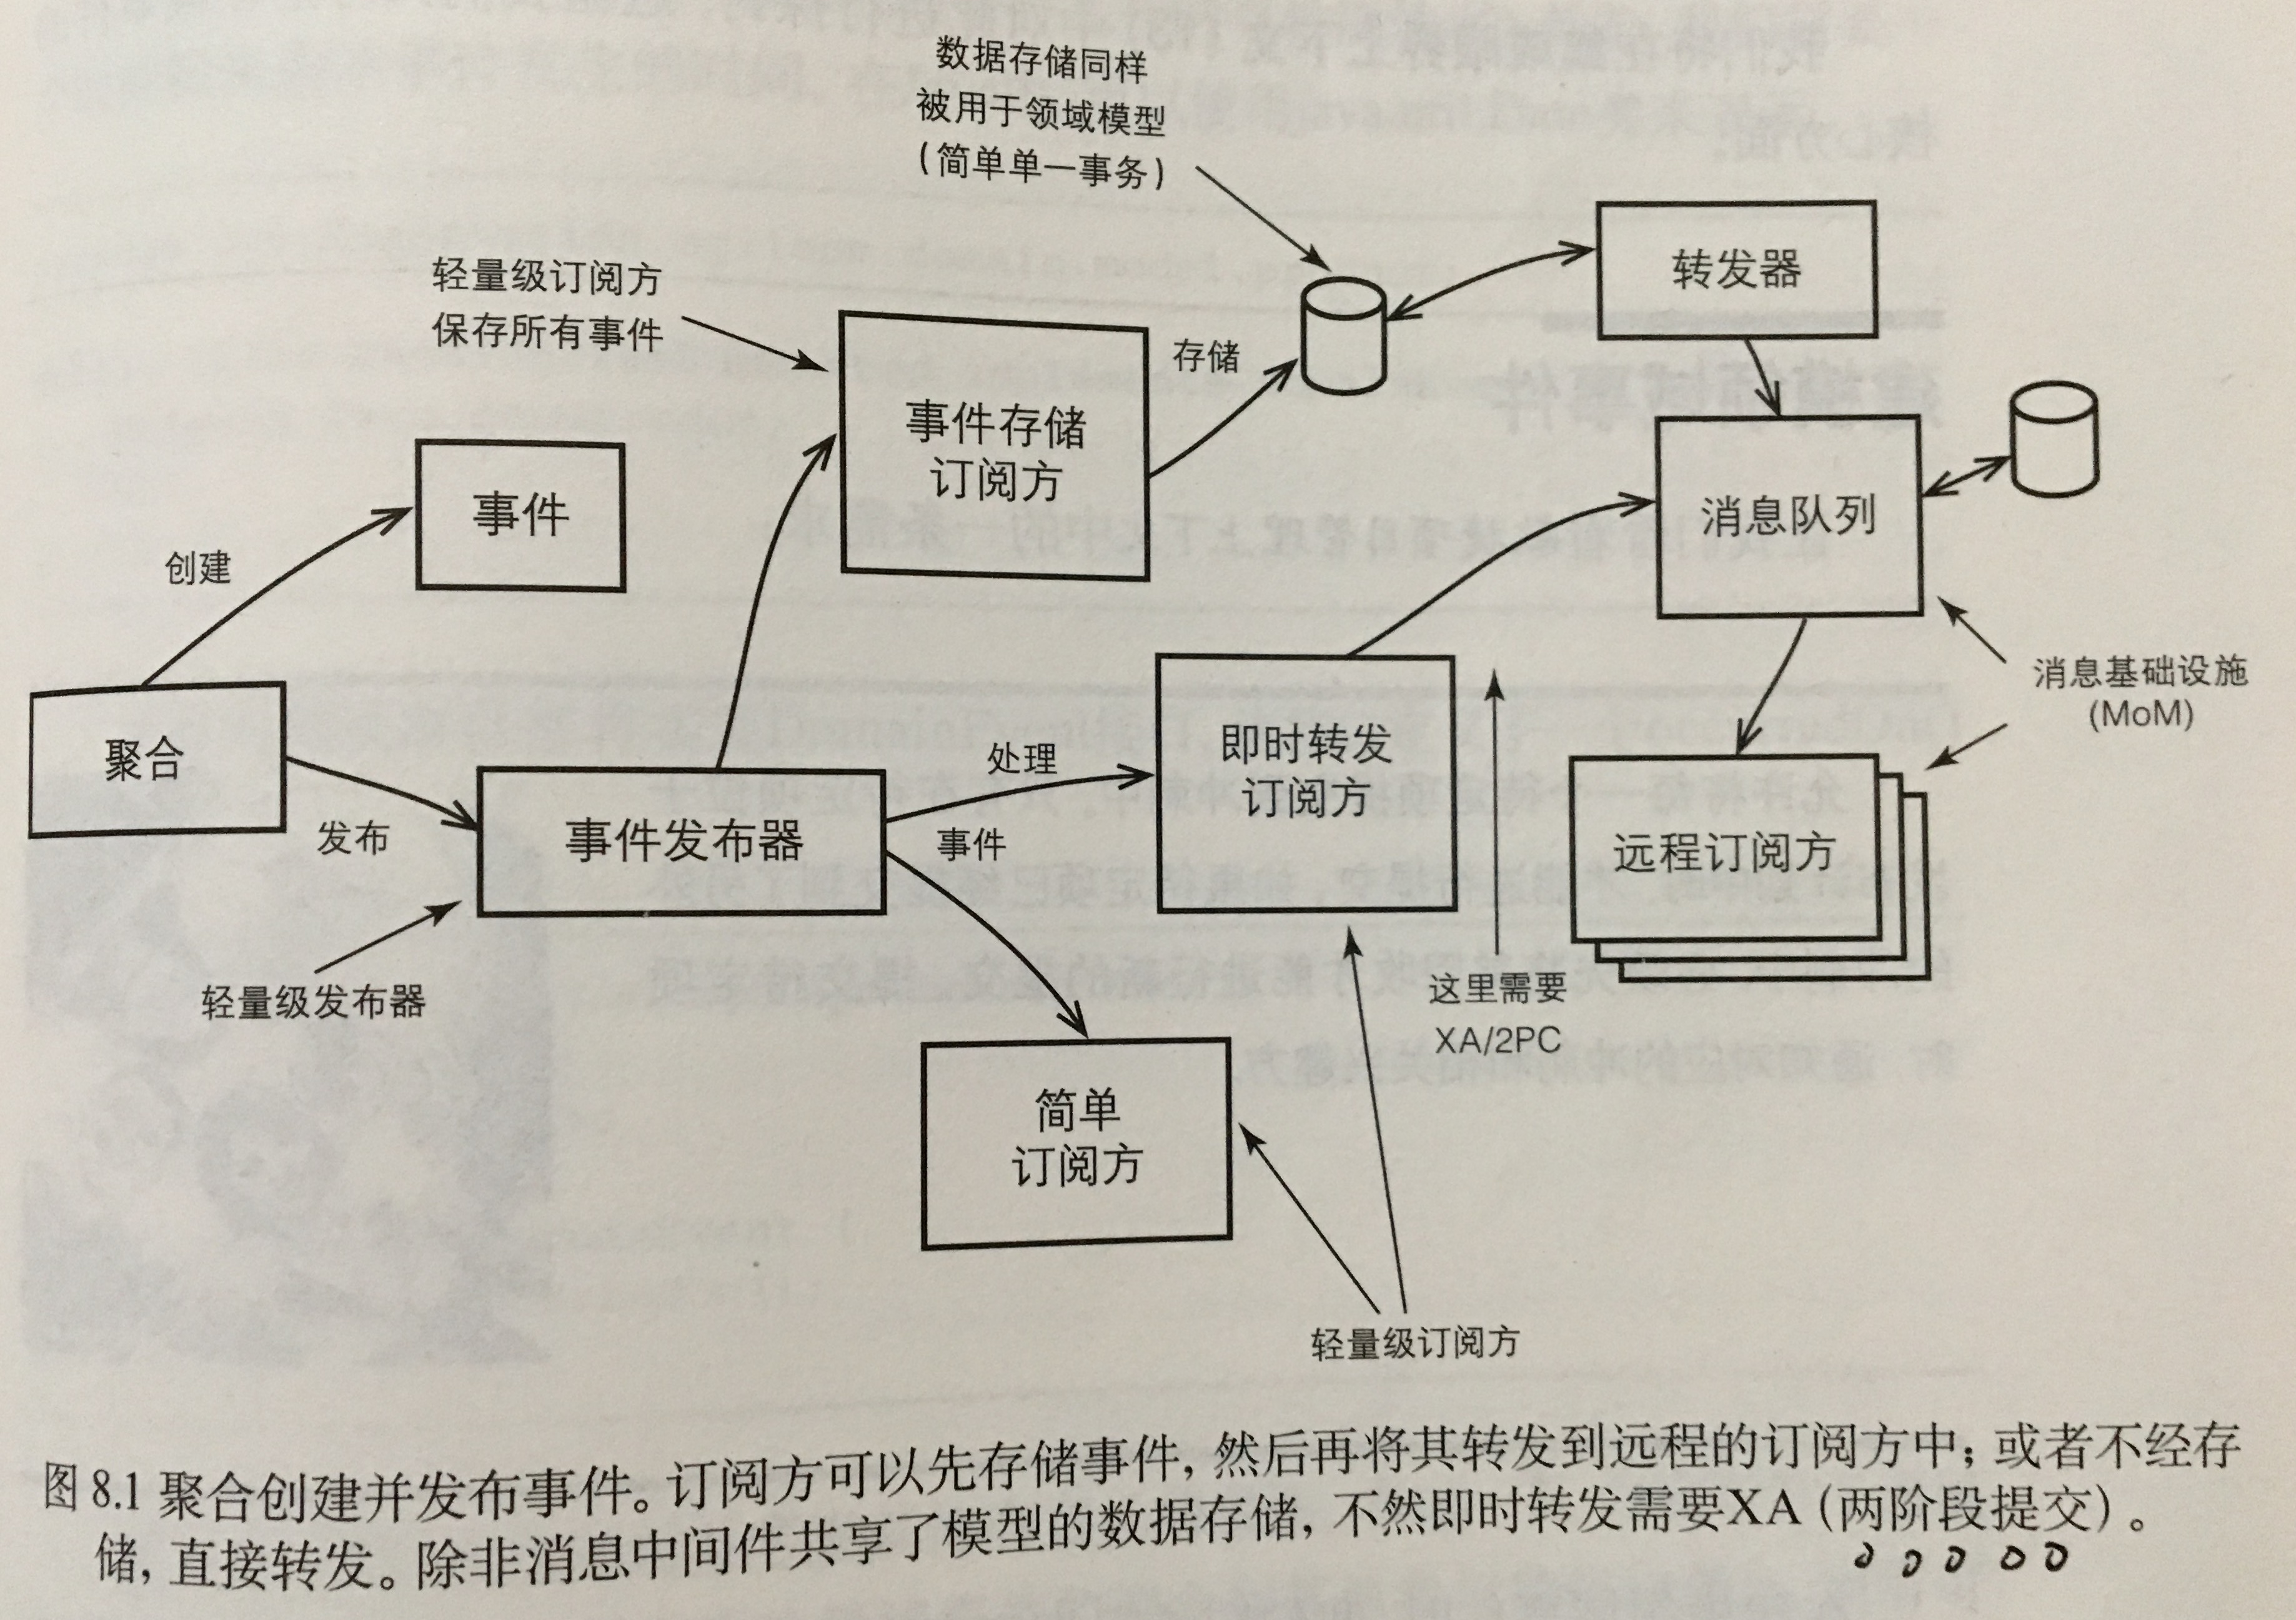 数据存储同样
被用于领域模型
(简单单一事务)
转发器
轻量级订阅方
保存所有事件
存储
事件存储
订阅方
事件
消息队列
创建
消息基础设施
(MoM)
聚合
即时转发
订阅方
处理
发布
事件发布器
事件
远程订阅方
轻量级发布器
这里需要
XA/2PC
简单
订阅方
轻量级订阅方
图 8.1 聚合创建并发布事件。订阅方可以先存储事件, 然后再将其转发到远程的订阅方中; 或者不经存
储, 直接转发。除非消息中间件共享了模型的数据存储, 不然即时转发需要XA (两阶段提交) 。